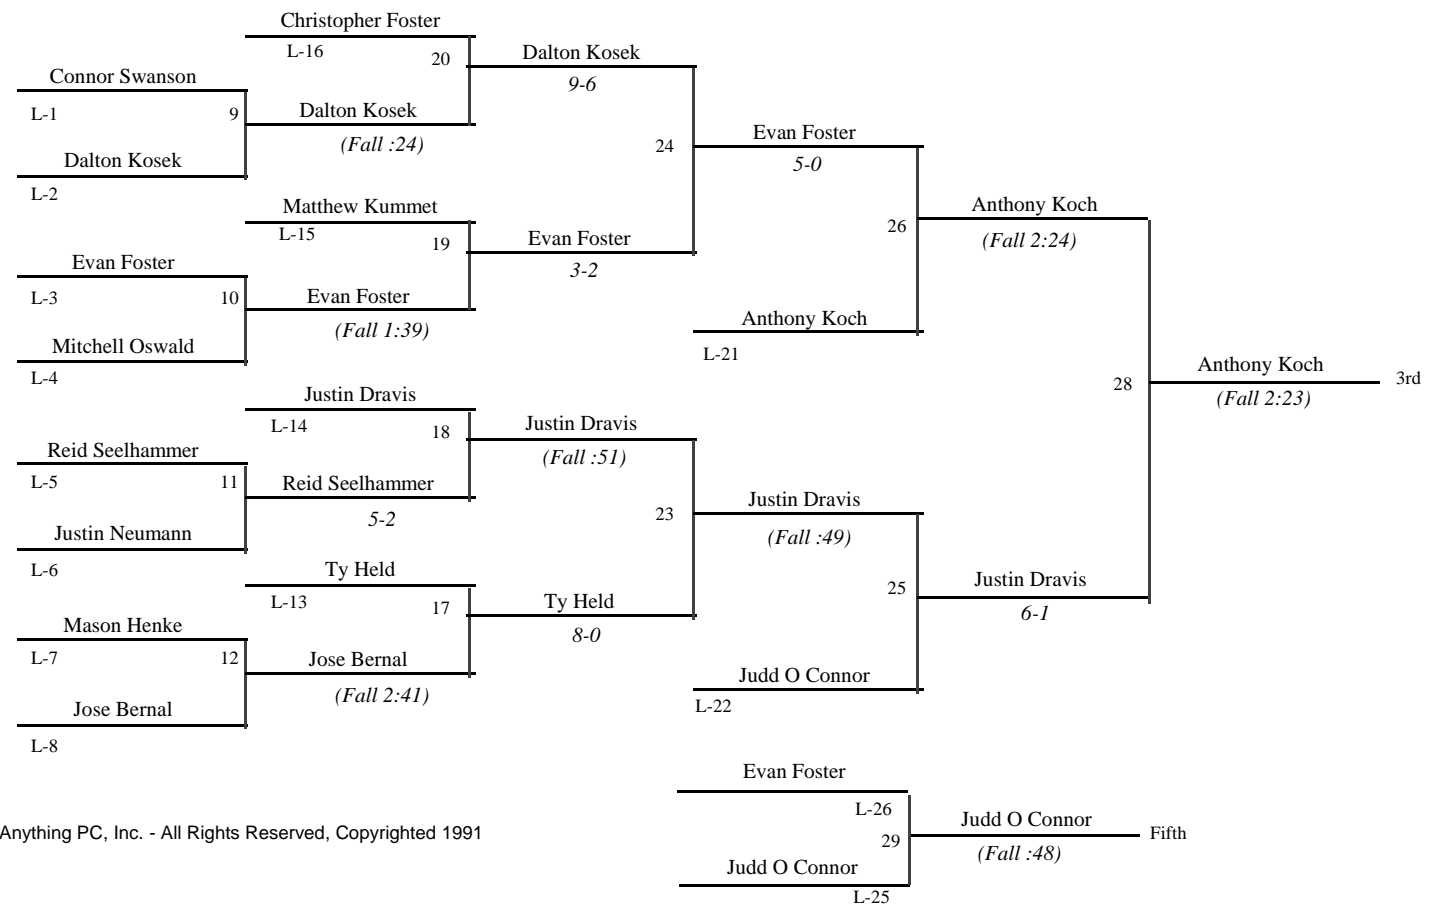 Christopher Foster
L-16
20
Dalton Kosek
9-6
Connor Swanson
L-1
9
Dalton Kosek
(Fall :24)
Dalton Kosek
L-2
24
Evan Foster
5-0
Matthew Kummet
L-15
19
Evan Foster
3-2
26
Anthony Koch
(Fall 2:24)
Evan Foster
L-3
10
Evan Foster
(Fall 1:39)
Mitchell Oswald
L-4
Anthony Koch
L-21
28
Anthony Koch
(Fall 2:23)
3rd
Justin Dravis
L-14
18
Justin Dravis
(Fall :51)
Reid Seelhammer
L-5
11
Reid Seelhammer
5-2
Justin Neumann
L-6
23
Justin Dravis
(Fall :49)
Ty Held
L-13
17
Ty Held
8-0
25
Justin Dravis
6-1
Mason Henke
L-7
12
Jose Bernal
(Fall 2:41)
Jose Bernal
L-8
Judd O Connor
L-22
Evan Foster
L-26
29
Judd O Connor
(Fall :48)
Fifth
Judd O Connor
L-25
Anything PC, Inc. - All Rights Reserved, Copyrighted 1991